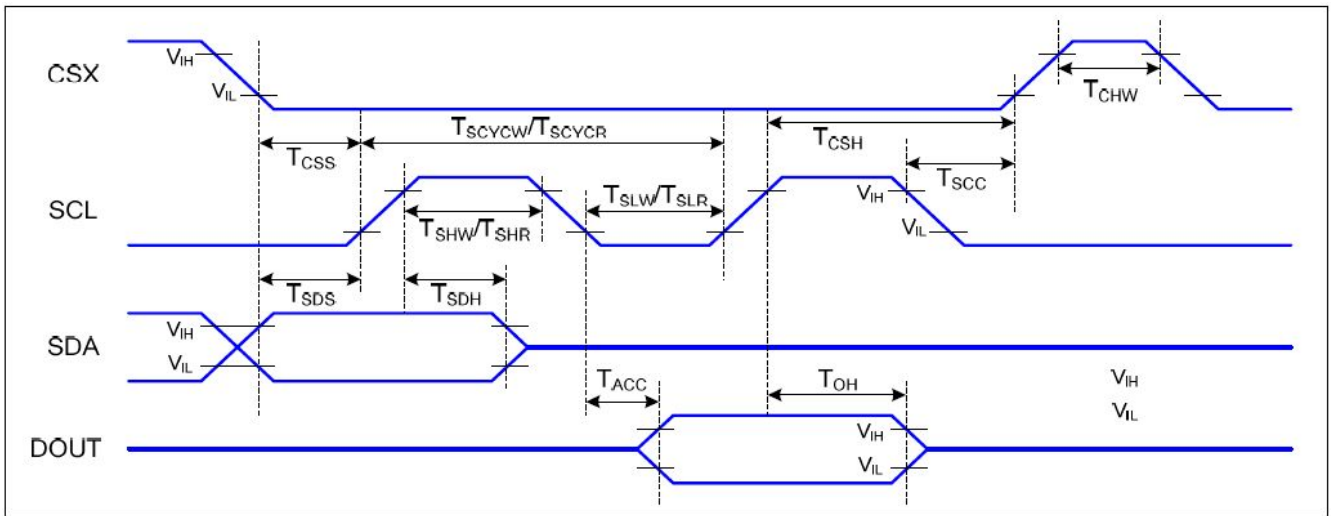 CSX
VIH
VIL
TCHW
TSCYCW/TSCYCR
TCSS
TCSH
TSCC
SCL
TSHW/TSHR
TSLW/TSLR
VIH
VIL
TSDS
TSDH
SDA
VIH
VIL
TACC
TOH
VIH
VIL
DOUT
VIH
VIL